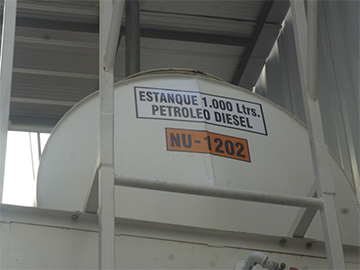 ESTANQUE 1.000 Ltrs.
PETROLEO DIESEL
NU-1202